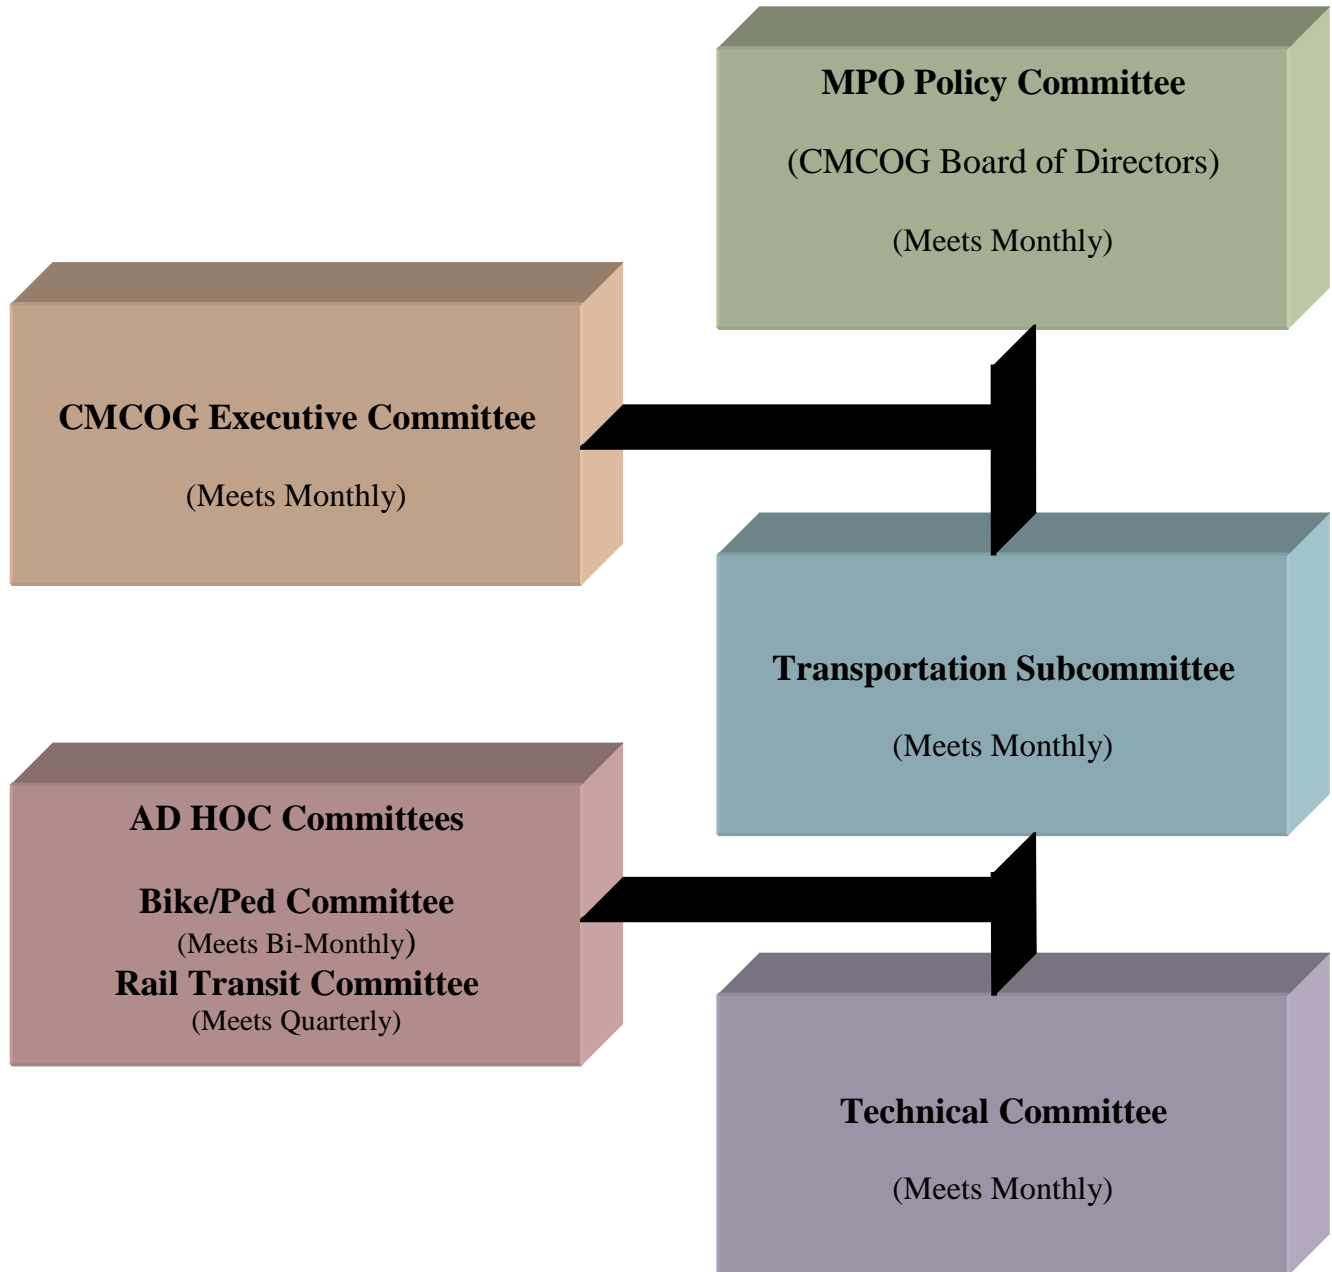 MPO Policy Committee
(CMCOG Board of Directors)
(Meets Monthly)
CMCOG Executive Committee
(Meets Monthly)
Transportation Subcommittee
(Meets Monthly)
AD HOC Committees
Bike/Ped Committee
(Meets Bi-Monthly)
Rail Transit Committee
(Meets Quarterly)
Technical Committee
(Meets Monthly)